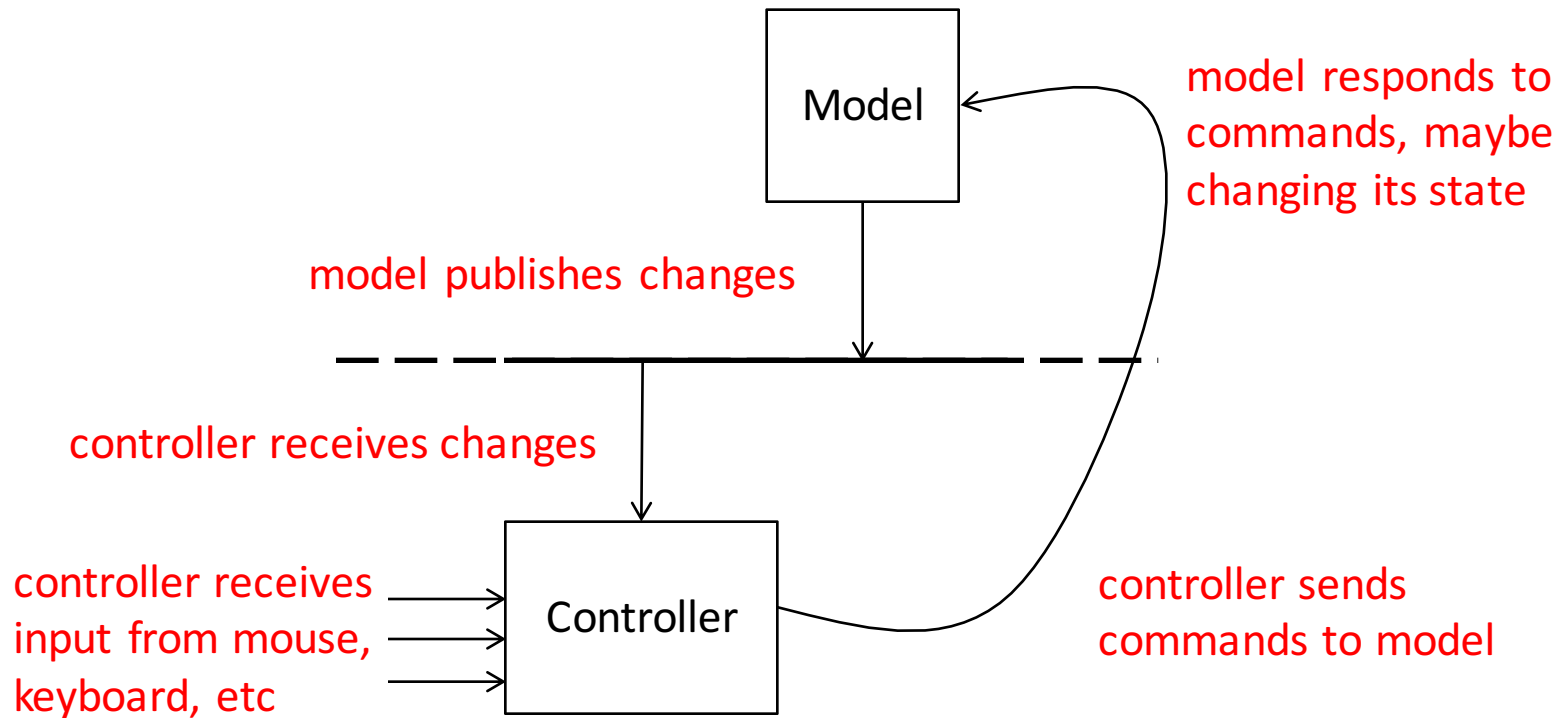 Model
model responds to
commands, maybe
changing its state
model publishes changes
controller receives changes
controller receives
input from mouse,
keyboard, etc
Controller
controller sends
commands to model